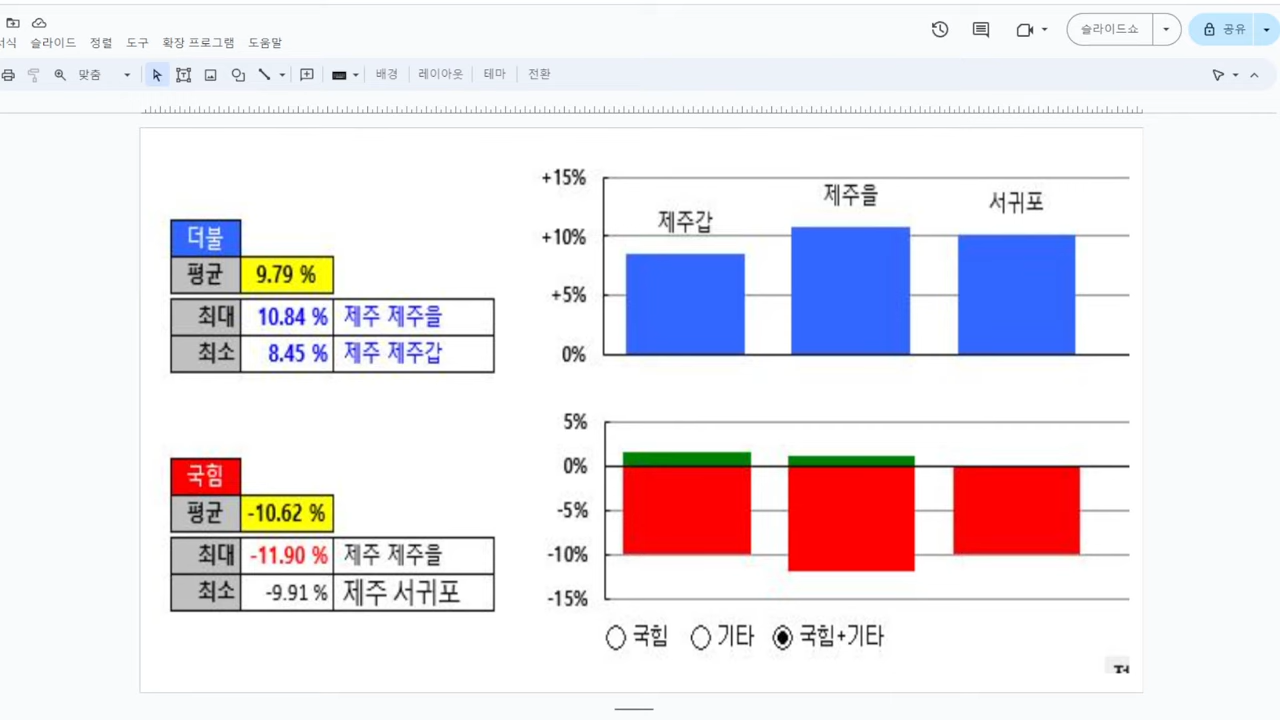 서식 슬라이드 정렬 도구 확장 프로그램 도움말
슬라이드쇼
공유
맞춤
배경 레이아웃 테마 전환
더불
평균 9.79 %
최대 10.84 % 제주 제주을
최소 8.45 % 제주 제주갑
+15%
+10%
+5%
0%
제주갑
제주을
서귀포
국힘
평균 -10.62 %
최대 -11.90 % 제주 제주을
최소 -9.91 % 제주 서귀포
5%
0%
-5%
-10%
-15%
국힘 기타 국힘+기타